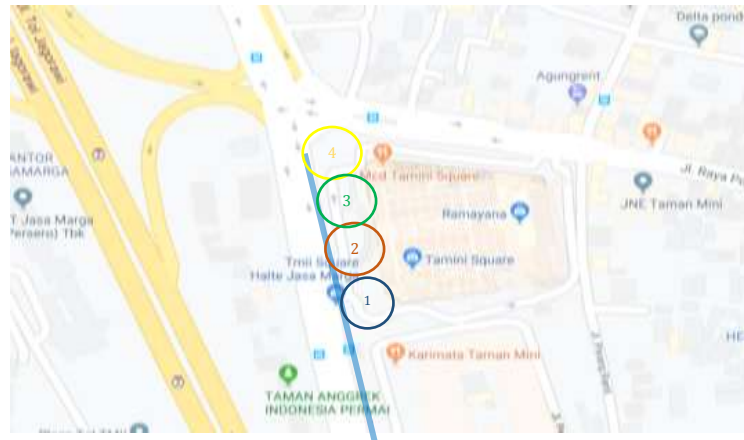 Delta pond
Agungrent
Tol Jagorawi
4
Mcd Tamini Square
KANTOR
JAMARGA
Jl. Raya Po
3
JNE Taman Mini
T Jasa Marga
Persero) Tbk
Ramayana
2
Tamini Square
Tmii Square
Halte Jasa Marga
1
HE
Karimata Taman Mini
TAMAN ANGGREK
INDONESIA PERMAI